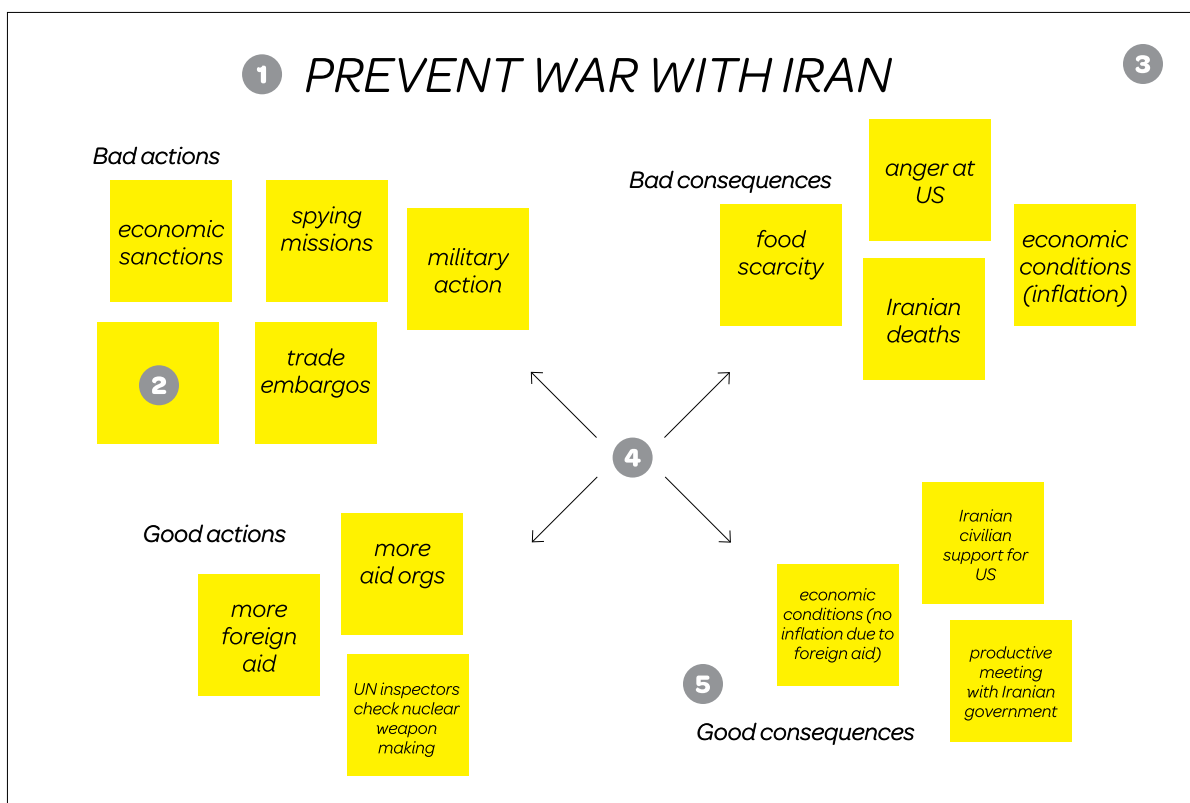 1
PREVENT WAR WITH IRAN
3
Bad actions
economic
sanctions
spying
missions
military
action
2
trade
embargos
Bad consequences
anger at
US
food
scarcity
Iranian
deaths
economic
conditions
(inflation)
4
Good actions
more
aid orgs
more
foreign
aid
UN inspectors
check nuclear
weapon
making
Iranian
civilian
support for
US
economic
conditions (no
inflation due to
foreign aid)
productive
meeting
with Iranian
government
5
Good consequences